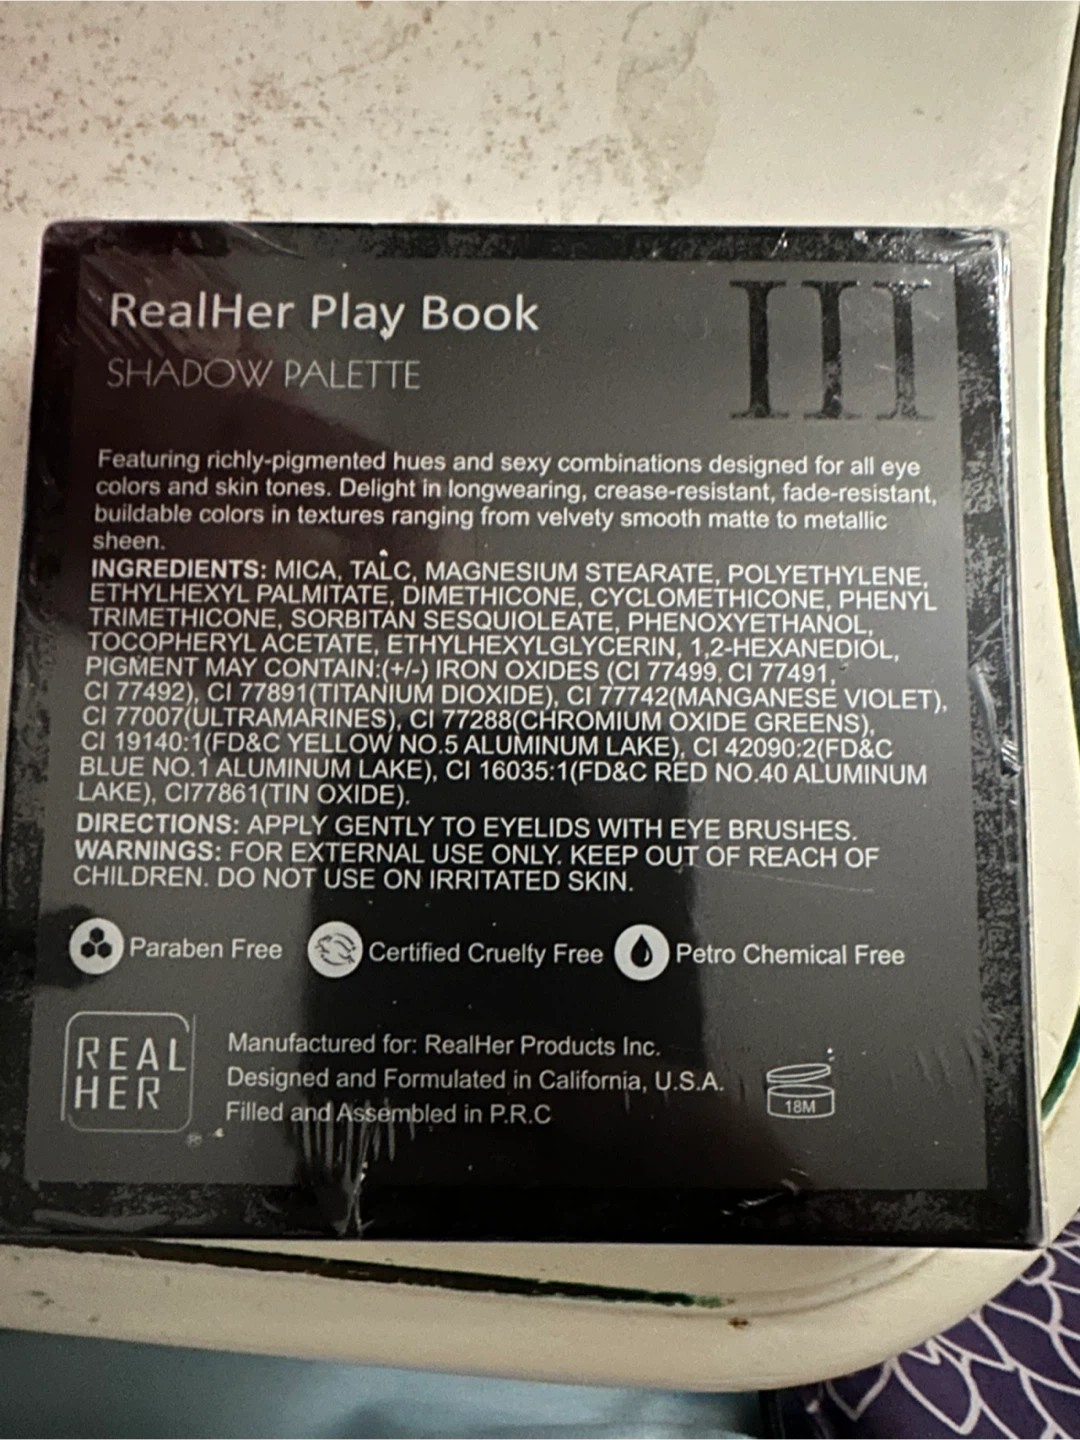 RealHer Play Book
III
SHADOW PALETTE
Featuring richly-pigmented hues and sexy combinations designed for all eye
colors and skin tones. Delight in longwearing, crease-resistant, fade-resistant,
buildable colors in textures ranging from velvety smooth matte to metallic
sheen.
INGREDIENTS: MICA, TALC, MAGNESIUM STEARATE, POLYETHYLENE,
ETHYLHEXYL PALMITATE, DIMETHICONE, CYCLOMETHICONE, PHENYL
TRIMETHICONE, SORBITAN SESQUIOLEATE, PHENOXYETHANOL,
TOCOPHERYL ACETATE, ETHYLHEXYLGLYCERIN, 1,2-HEXANEDIOL,
PIGMENT MAY CONTAIN:(+/-) IRON OXIDES (CI 77499, CI 77491,
CI 77492), CI 77891(TITANIUM DIOXIDE), CI 77742(MANGANESE VIOLET),
CI 77007(ULTRAMARINES), CI 77288(CHROMIUM OXIDE GREENS),
CI 19140:1(FD&C YELLOW NO.5 ALUMINUM LAKE), CI 42090:2(FD&C
BLUE NO.1 ALUMINUM LAKE), CI 16035:1(FD&C RED NO.40 ALUMINUM
LAKE), CI77861(TIN OXIDE).
DIRECTIONS: APPLY GENTLY TO EYELIDS WITH EYE BRUSHES.
WARNINGS: FOR EXTERNAL USE ONLY. KEEP OUT OF REACH OF
CHILDREN. DO NOT USE ON IRRITATED SKIN.
Paraben Free Certified Cruelty Free Petro Chemical Free
REAL
HER
®
Manufactured for: RealHer Products Inc.
Designed and Formulated in California, U.S.A.
Filled and Assembled in P.R.C
18M